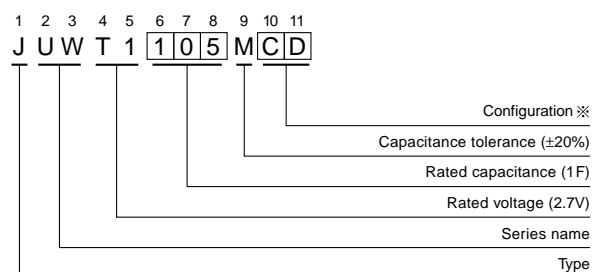 1 2 3 4 5 6 7 8 9 10 11
J U W T 1 1 0 5 M C D
Configuration ※
Capacitance tolerance (±20%)
Rated capacitance (1F)
Rated voltage (2.7V)
Series name
Type